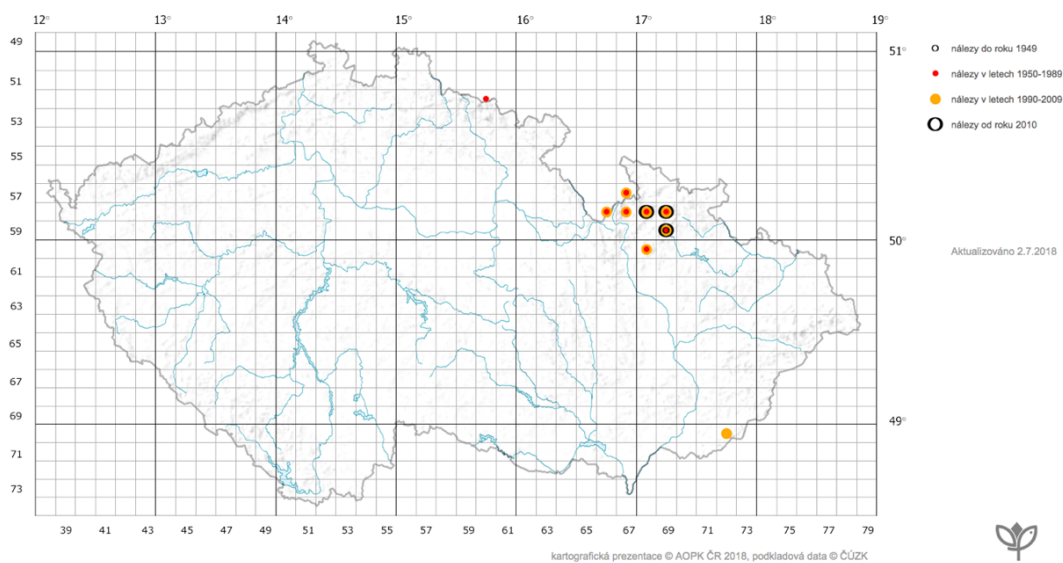 12° 13° 14° 15° 16° 17° 18° 19°
49
51°
nálezy do roku 1949
51
nálezy v letech 1950-1989
nálezy v letech 1990-2009
53
nálezy od roku 2010
55
57
59
50°
Aktualizováno 2.7.2018
61
63
65
67
69
49°
71
73
39 41 43 45 47 49 51 53 55 57 59 61 63 65 67 69 71 73 75 77 79
kartografická prezentace © AOPK ČR 2018, podkladová data © ČÚZK